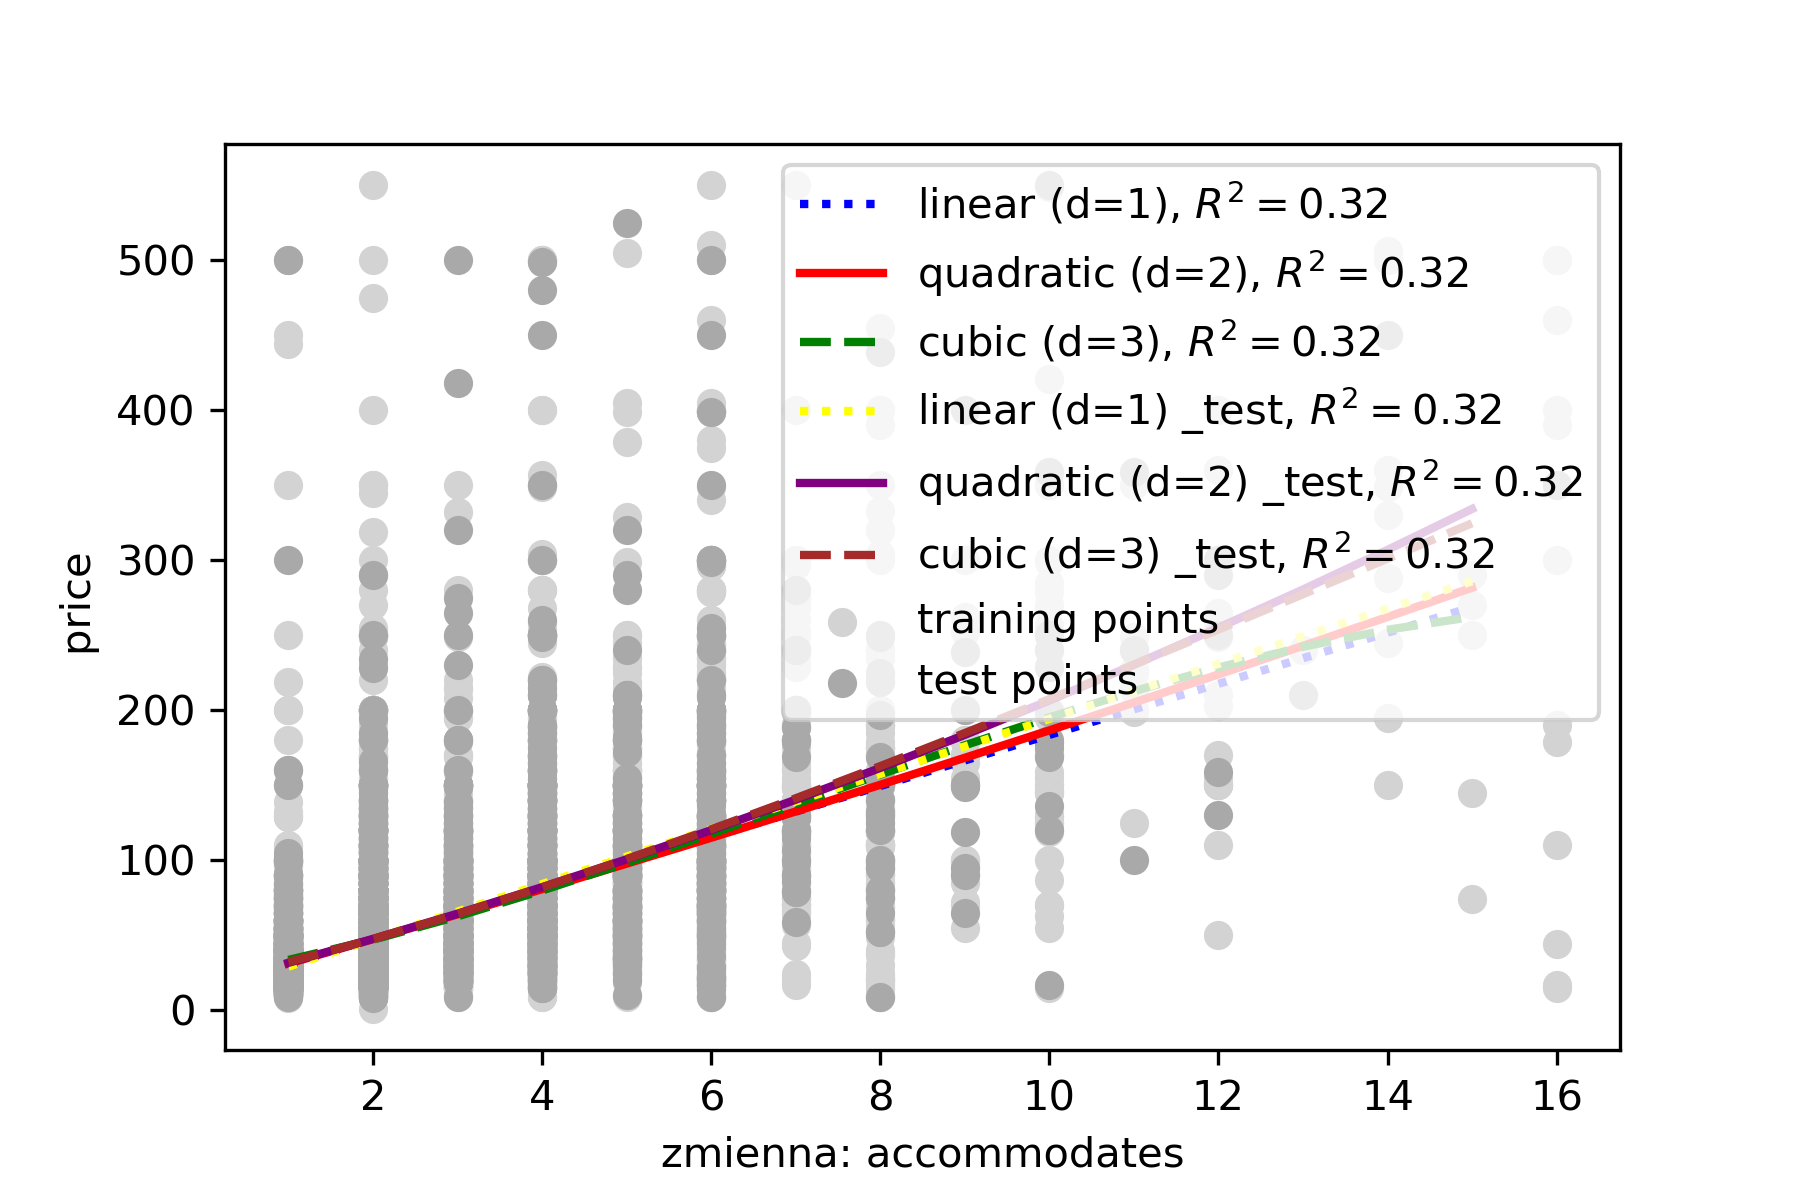 linear (d=1), R² = 0.32
quadratic (d=2), R² = 0.32
cubic (d=3), R² = 0.32
linear (d=1) _test, R² = 0.32
quadratic (d=2) _test, R² = 0.32
cubic (d=3) _test, R² = 0.32
training points
test points
500
400
300
200
100
0
price
2 4 6 8 10 12 14 16
zmienna: accommodates